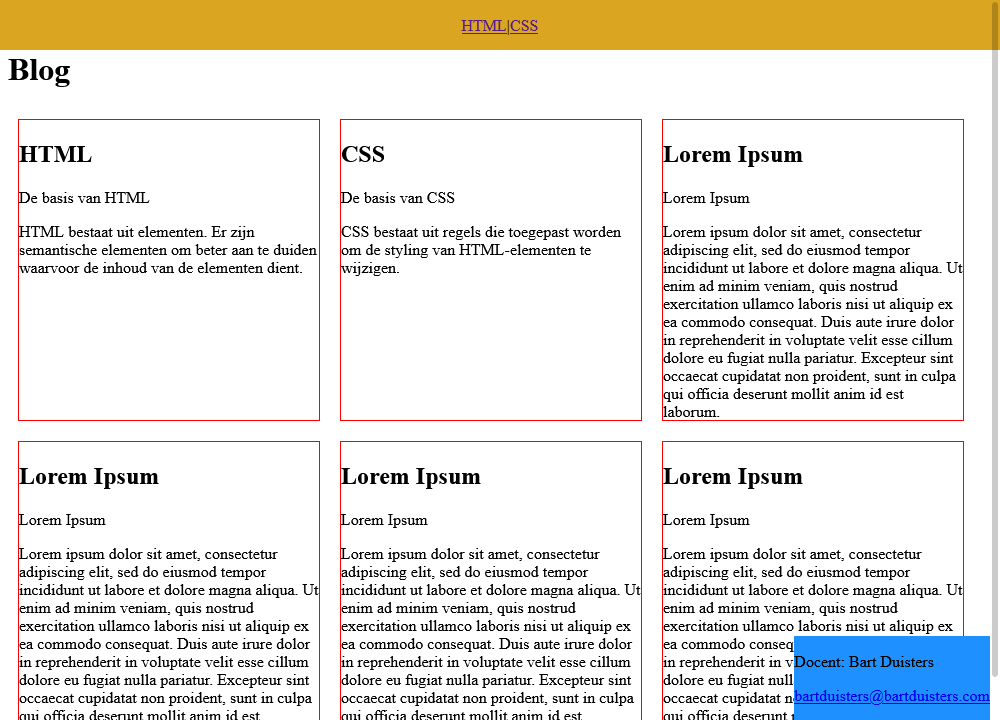 HTML|CSS
Blog
HTML
De basis van HTML
HTML bestaat uit elementen. Er zijn
semantische elementen om beter aan te duiden
waarvoor de inhoud van de elementen dient.
CSS
De basis van CSS
CSS bestaat uit regels die toegepast worden
om de styling van HTML-elementen te
wijzigen.
Lorem Ipsum
Lorem Ipsum
Lorem ipsum dolor sit amet, consectetur
adipiscing elit, sed do eiusmod tempor
incididunt ut labore et dolore magna aliqua. Ut
enim ad minim veniam, quis nostrud
exercitation ullamco laboris nisi ut aliquip ex
ea commodo consequat. Duis aute irure dolor
in reprehenderit in voluptate velit esse cillum
dolore eu fugiat nulla pariatur. Excepteur sint
occaecat cupidatat non proident, sunt in culpa
qui officia deserunt mollit anim id est
laborum.
Lorem Ipsum
Lorem Ipsum
Lorem ipsum dolor sit amet, consectetur
adipiscing elit, sed do eiusmod tempor
incididunt ut labore et dolore magna aliqua. Ut
enim ad minim veniam, quis nostrud
exercitation ullamco laboris nisi ut aliquip ex
ea commodo consequat. Duis aute irure dolor
in reprehenderit in voluptate velit esse cillum
dolore eu fugiat nulla pariatur. Excepteur sint
occaecat cupidatat non proident, sunt in culpa
qui officia deserunt mollit anim id est
Lorem Ipsum
Lorem Ipsum
Lorem ipsum dolor sit amet, consectetur
adipiscing elit, sed do eiusmod tempor
incididunt ut labore et dolore magna aliqua. Ut
enim ad minim veniam, quis nostrud
exercitation ullamco laboris nisi ut aliquip ex
ea commodo consequat. Duis aute irure dolor
in reprehenderit in voluptate velit esse cillum
dolore eu fugiat nulla pariatur. Excepteur sint
occaecat cupidatat non proident, sunt in culpa
qui officia deserunt mollit anim id est
Lorem Ipsum
Lorem Ipsum
Lorem ipsum dolor sit amet, consectetur
adipiscing elit, sed do eiusmod tempor
incididunt ut labore et dolore magna aliqua. Ut
enim ad minim veniam, quis nostrud
exercitation ullamco laboris nisi ut aliquip ex
ea commodo
in reprehenderit in
dolore eu fugiat null
occaecat cupidatat
qui officia deserunt
Docent: Bart Duisters
bartduisters@bartduisters.com